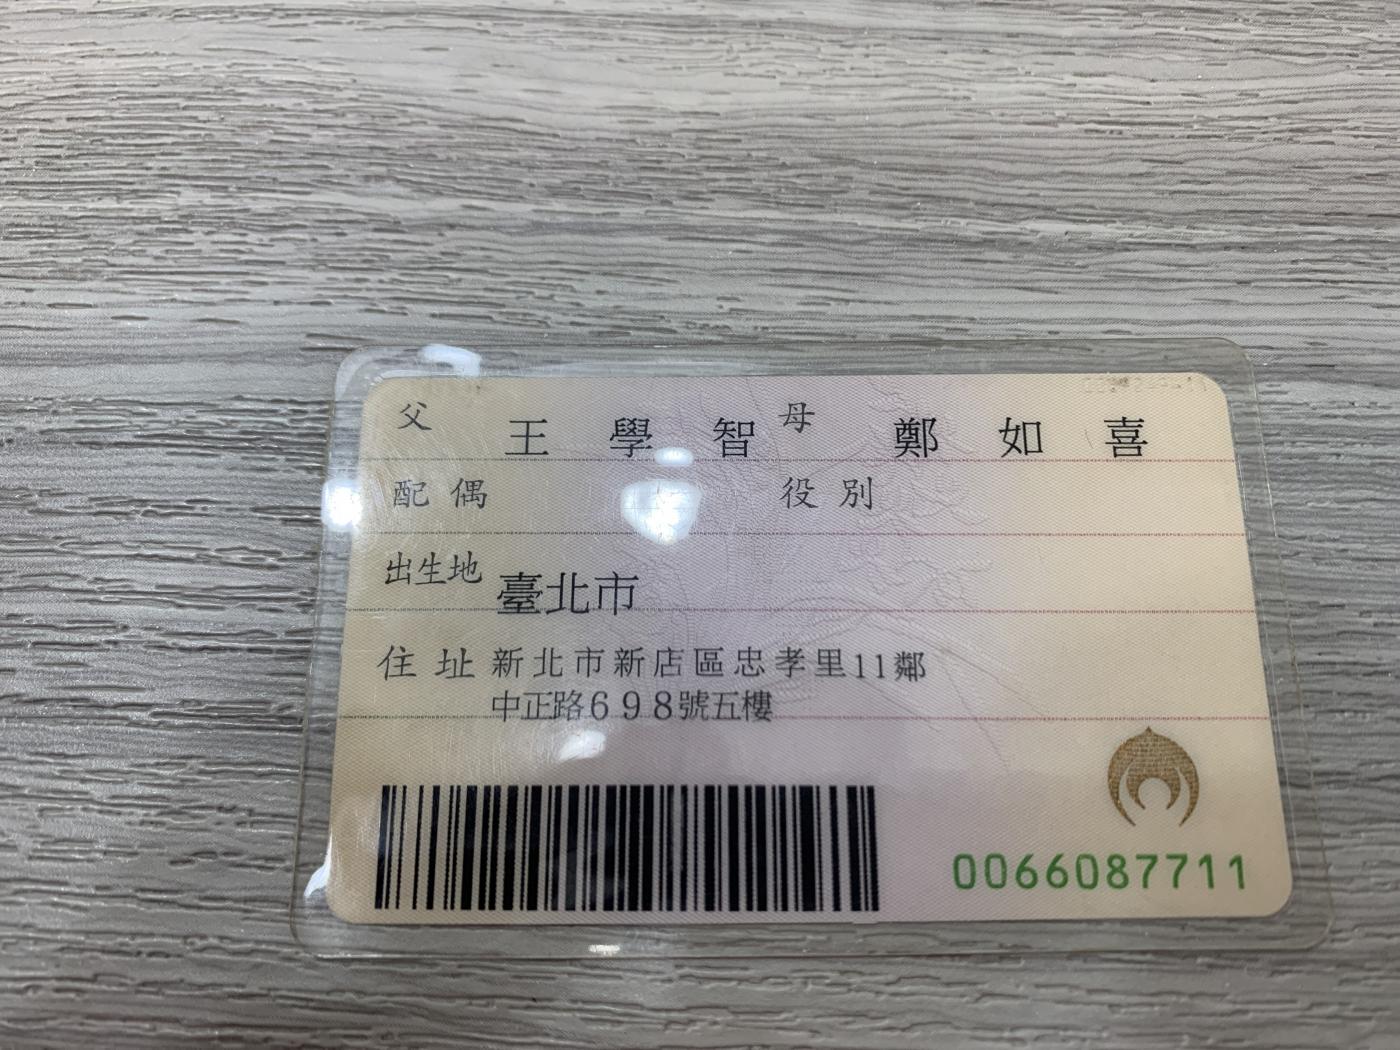 父 王學智 母 鄭如喜
配偶 役別
出生地 臺北市
住址 新北市新店區忠孝里11鄰
中正路698號五樓
0066087711